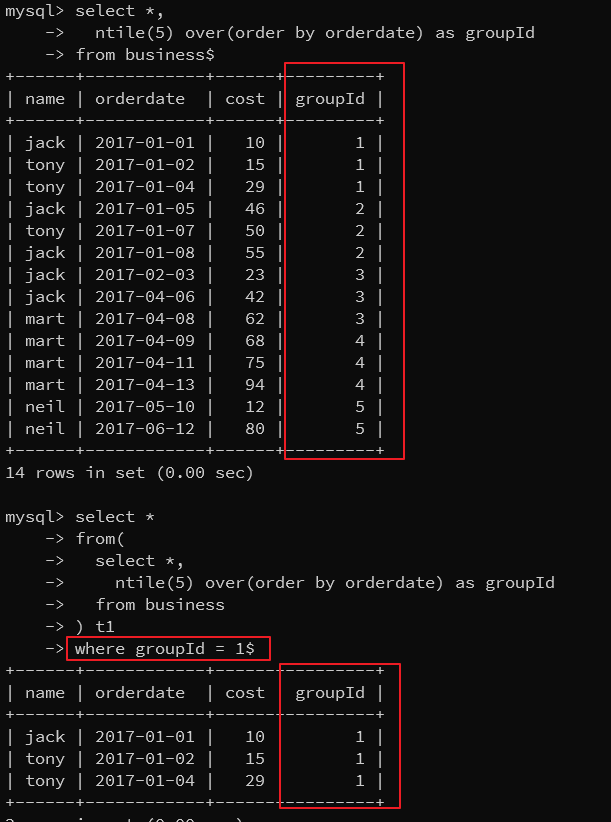 mysql> select *,
    ->   ntile(5) over(order by orderdate) as groupId
    -> from business$
+------+------------+------+---------+
| name | orderdate  | cost | groupId |
+------+------------+------+---------+
| jack | 2017-01-01 |   10 |       1 |
| tony | 2017-01-02 |   15 |       1 |
| tony | 2017-01-04 |   29 |       1 |
| jack | 2017-01-05 |   46 |       2 |
| tony | 2017-01-07 |   50 |       2 |
| jack | 2017-01-08 |   55 |       2 |
| jack | 2017-02-03 |   23 |       3 |
| jack | 2017-04-06 |   42 |       3 |
| mart | 2017-04-08 |   62 |       3 |
| mart | 2017-04-09 |   68 |       4 |
| mart | 2017-04-11 |   75 |       4 |
| mart | 2017-04-13 |   94 |       4 |
| neil | 2017-05-10 |   12 |       5 |
| neil | 2017-06-12 |   80 |       5 |
+------+------------+------+---------+
14 rows in set (0.00 sec)

mysql> select *
    -> from(
    ->   select *,
    ->     ntile(5) over(order by orderdate) as groupId
    ->   from business
    -> ) t1
    -> where groupId = 1$
+------+------------+------+---------+
| name | orderdate  | cost | groupId |
+------+------------+------+---------+
| jack | 2017-01-01 |   10 |       1 |
| tony | 2017-01-02 |   15 |       1 |
| tony | 2017-01-04 |   29 |       1 |
+------+------------+------+---------+